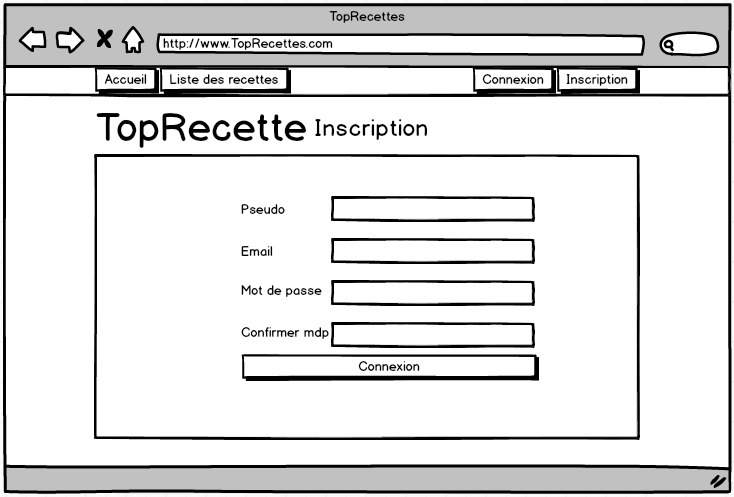 TopRecettes
http://www.TopRecettes.com
Accueil Liste des recettes Connexion Inscription
TopRecette Inscription
Pseudo
Email
Mot de passe
Confirmer mdp
Connexion